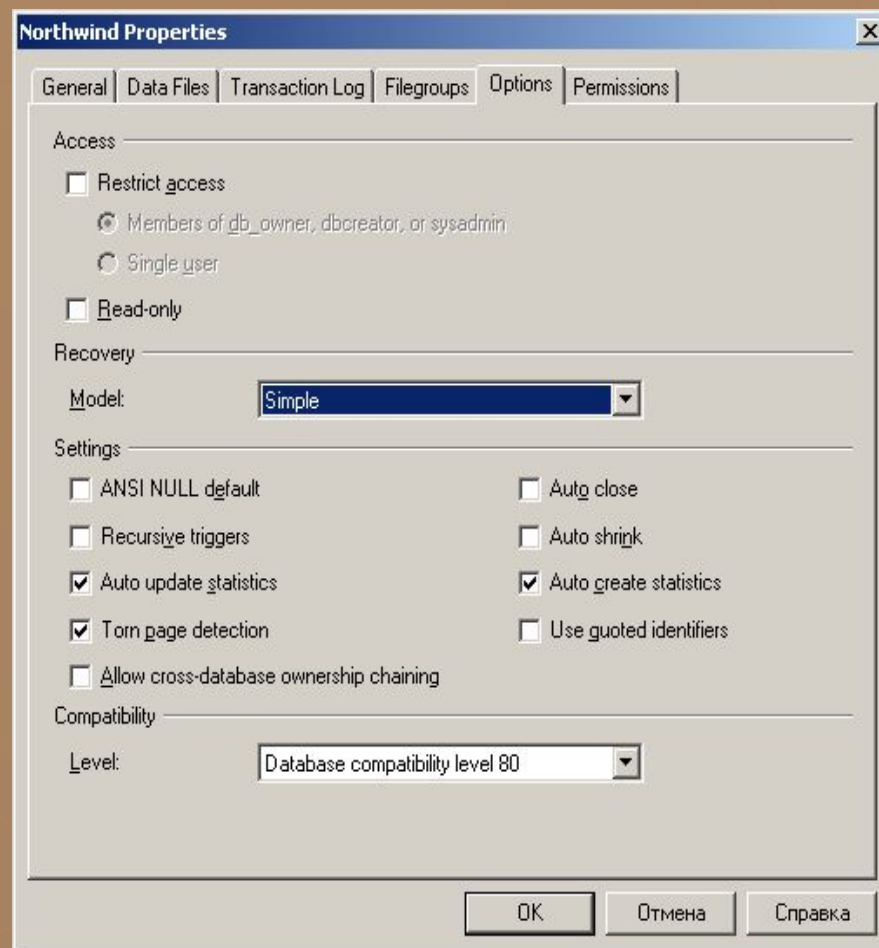 Northwind Properties
General Data Files Transaction Log Filegroups Options Permissions
Access
Restrict access
Members of db_owner, dbcreator, or sysadmin
Single user
Read-only
Recovery
Model: Simple
Settings
ANSI NULL default Auto close
Recursive triggers Auto shrink
Auto update statistics Auto create statistics
Torn page detection Use quoted identifiers
Allow cross-database ownership chaining
Compatibility
Level: Database compatibility level 80
OK Отмена Справка